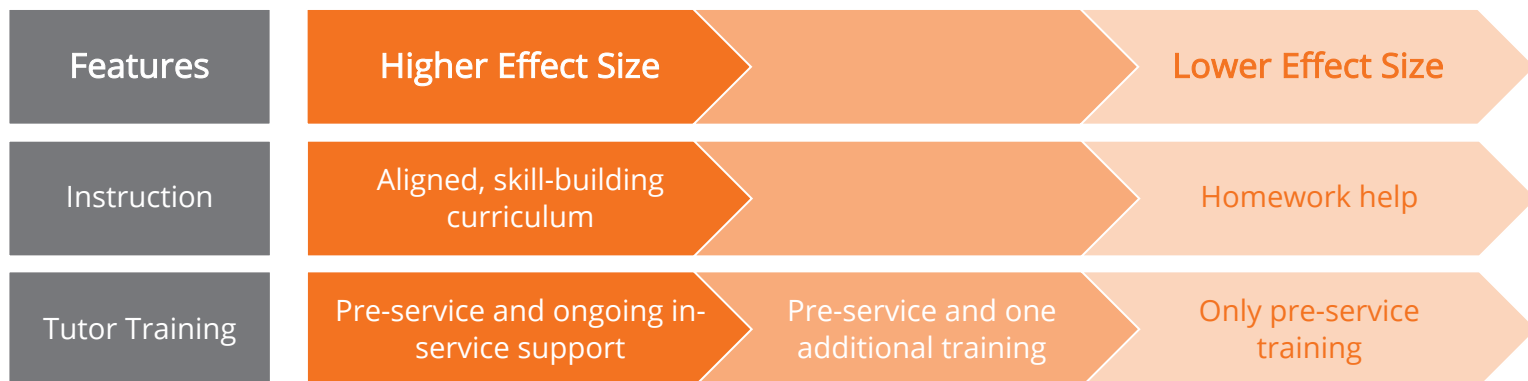 Features
Higher Effect Size
Lower Effect Size
Instruction
Aligned, skill-building
curriculum
Homework help
Tutor Training
Pre-service and ongoing in-
service support
Pre-service and one
additional training
Only pre-service
training